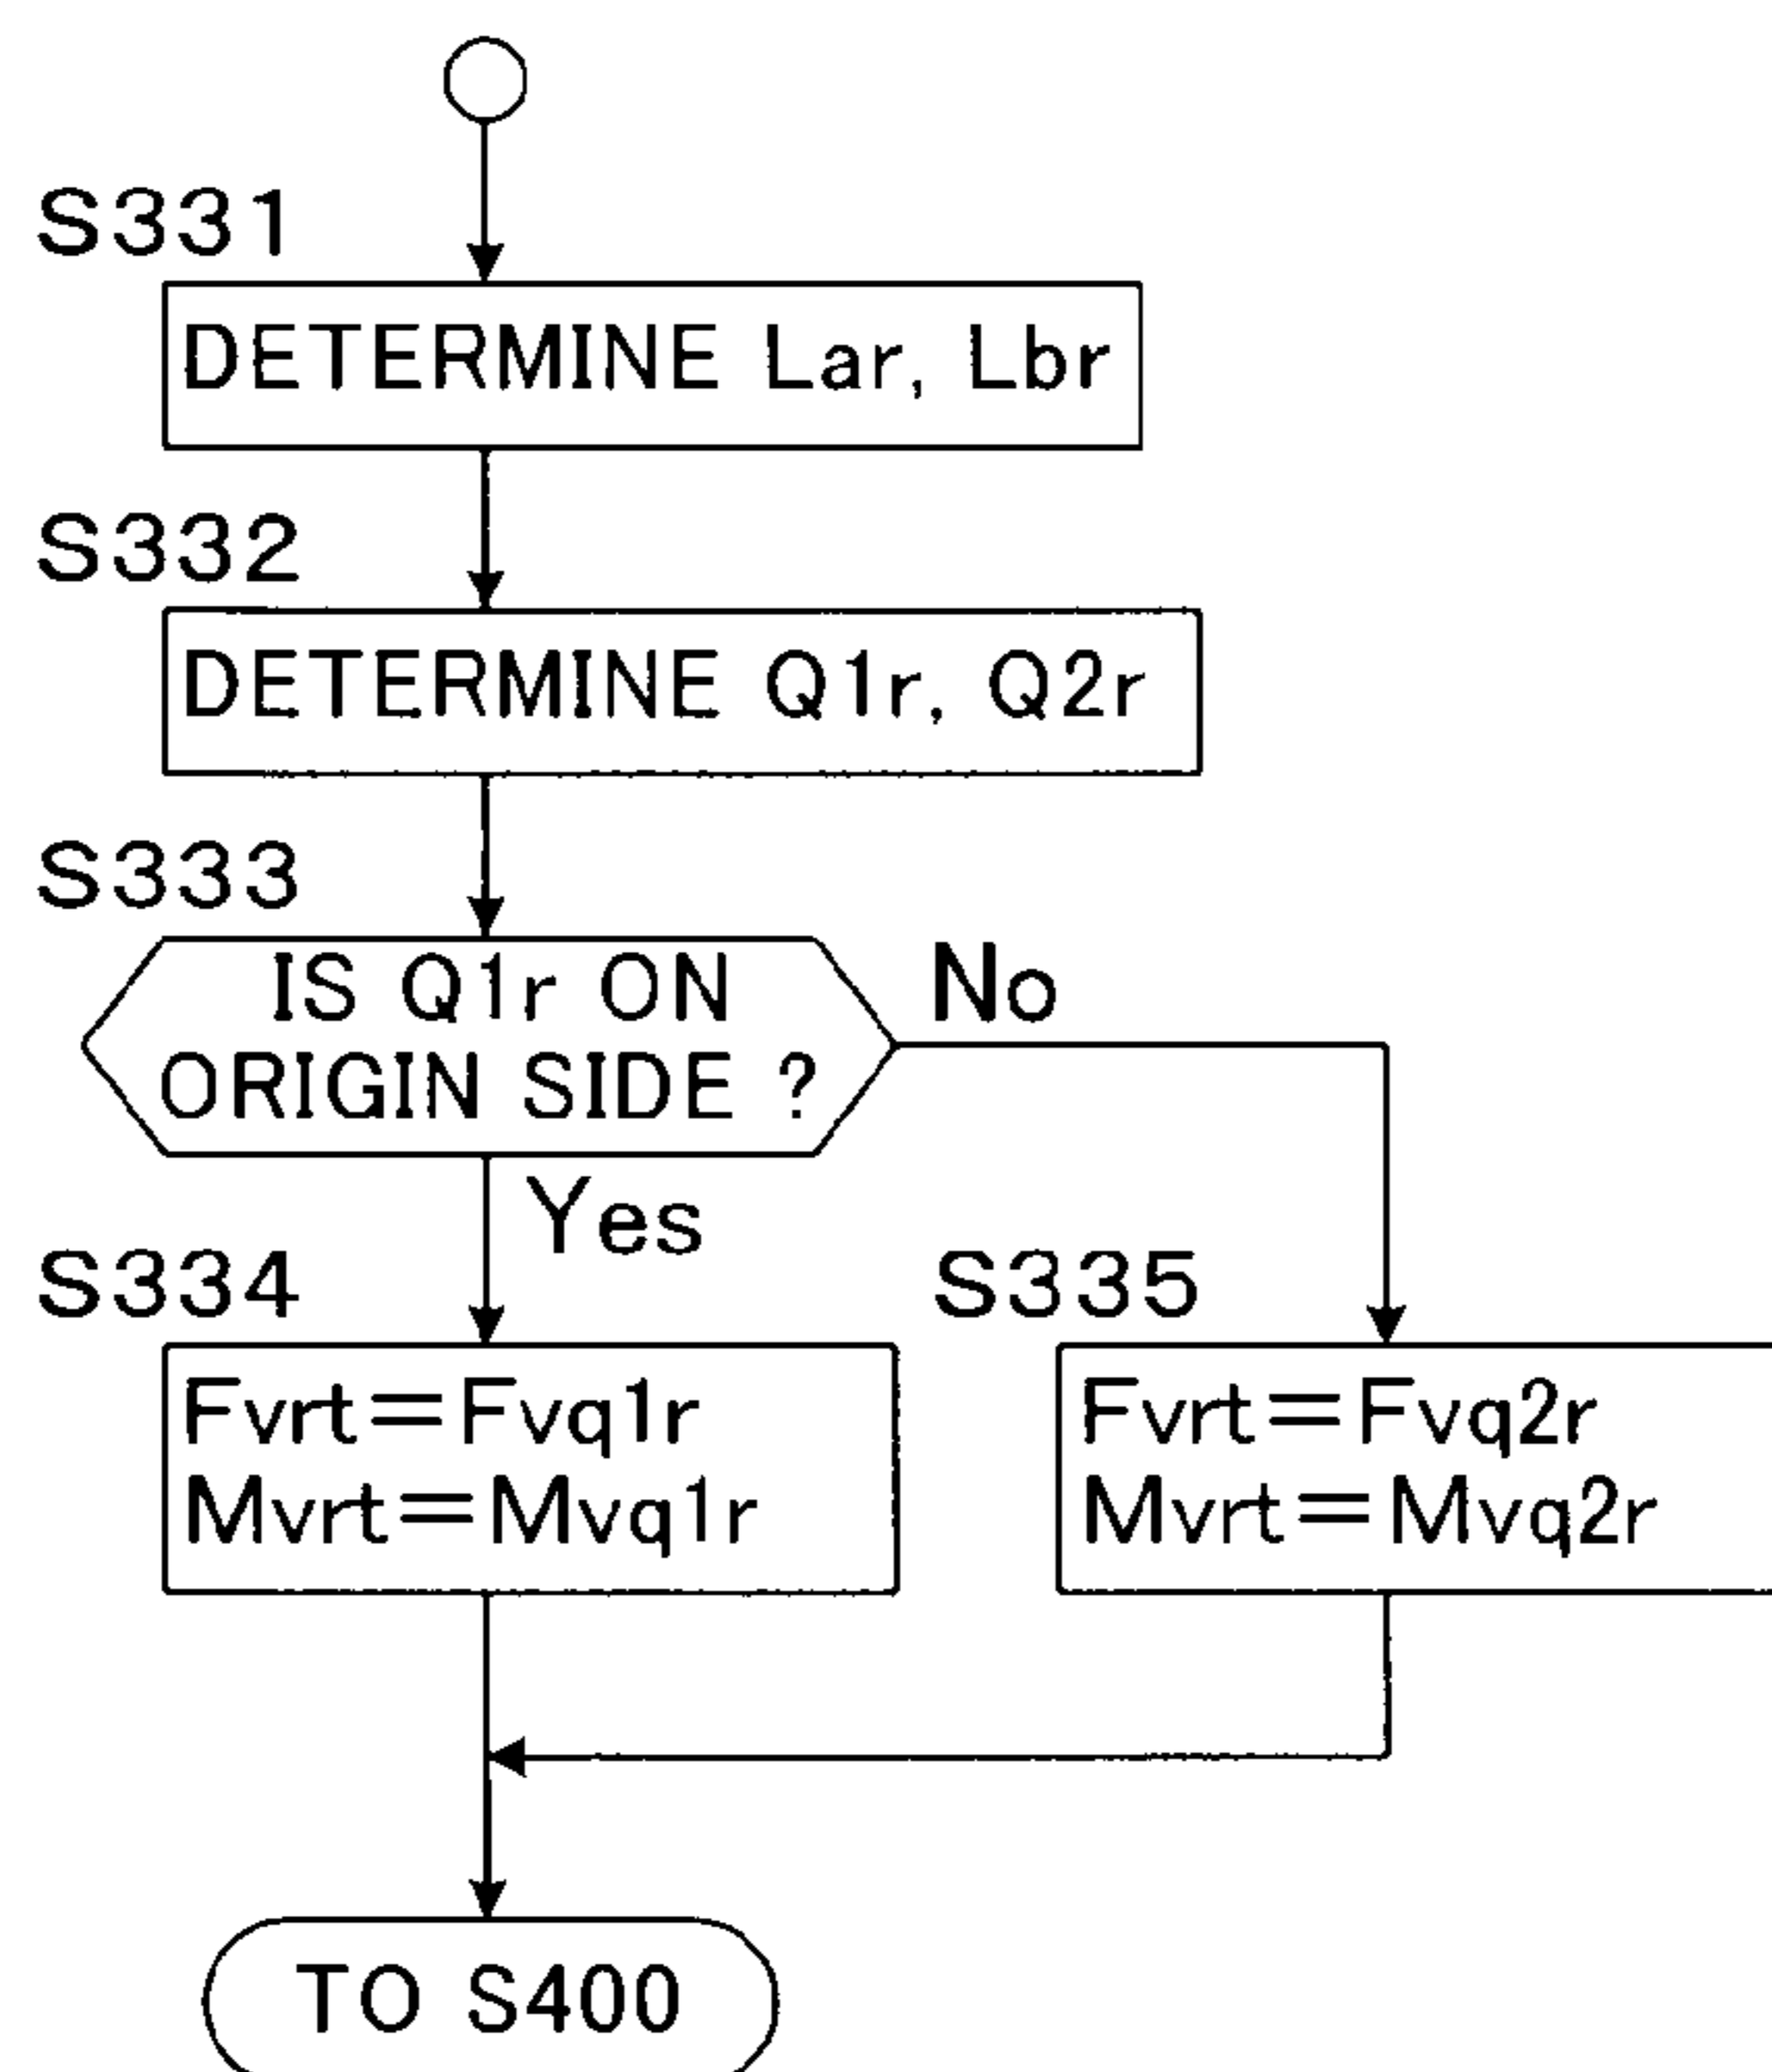 S331
DETERMINE Lar, Lbr
S332
DETERMINE Q1r, Q2r
S333
IS Q1r ON
ORIGIN SIDE ?
No
Yes
S334
Fvrt=Fvq1r
Mvrt=Mvq1r
S335
Fvrt=Fvq2r
Mvrt=Mvq2r
TO S400